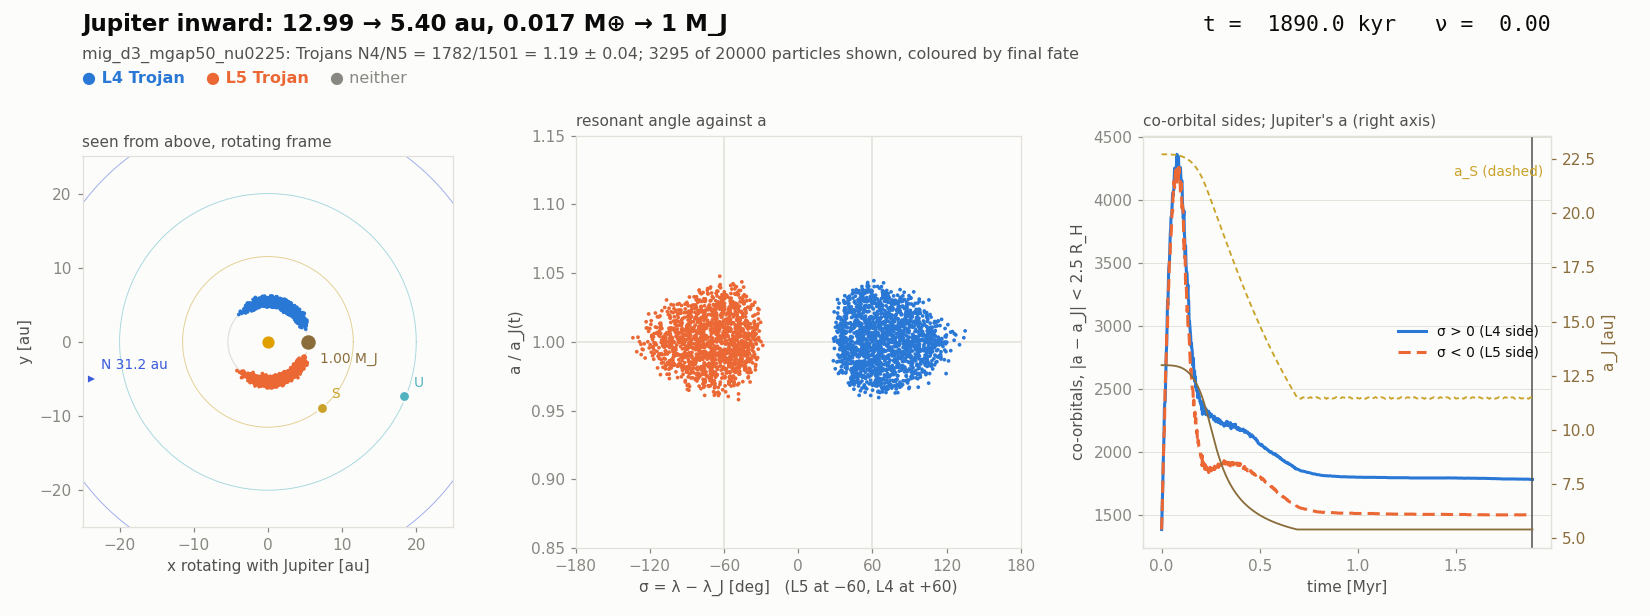 Jupiter inward: 12.99 → 5.40 au, 0.017 M⊕ → 1 M_J
t =  1890.0 kyr   ν =  0.00
mig_d3_mgap50_nu0225: Trojans N4/N5 = 1782/1501 = 1.19 ± 0.04; 3295 of 20000 particles shown, coloured by final fate
L4 Trojan   L5 Trojan   neither
seen from above, rotating frame
20
10
0
−10
−20
−20 −10 0 10 20
y [au]
x rotating with Jupiter [au]
N 31.2 au
1.00 M_J
S
U
resonant angle against a
1.15
1.10
1.05
1.00
0.95
0.90
0.85
−180 −120 −60 0 60 120 180
a / a_J(t)
σ = λ − λ_J [deg]   (L5 at −60, L4 at +60)
co-orbital sides; Jupiter's a (right axis)
4500
4000
3500
3000
2500
2000
1500
0.0 0.5 1.0 1.5
co-orbitals, |a − a_J| < 2.5 R_H
time [Myr]
a_S (dashed)
σ > 0 (L4 side)
σ < 0 (L5 side)
22.5
20.0
17.5
15.0
12.5
10.0
7.5
5.0
a_J [au]